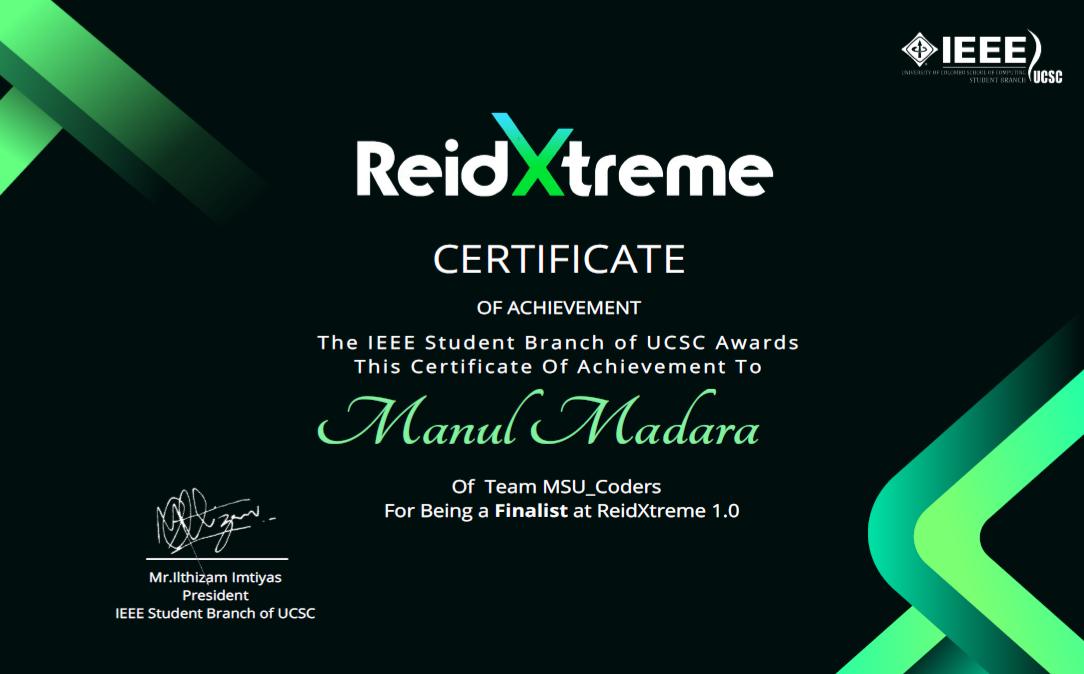 IEEE
UNIVERSITY OF COLOMBO SCHOOL OF COMPUTING
STUDENT BRANCH
UCSC
ReidXtreme
CERTIFICATE
OF ACHIEVEMENT
The IEEE Student Branch of UCSC Awards
This Certificate Of Achievement To
Manul Madara
Of Team MSU_Coders
For Being a Finalist at ReidXtreme 1.0
Mr.Ilthizam Imtiyas
President
IEEE Student Branch of UCSC